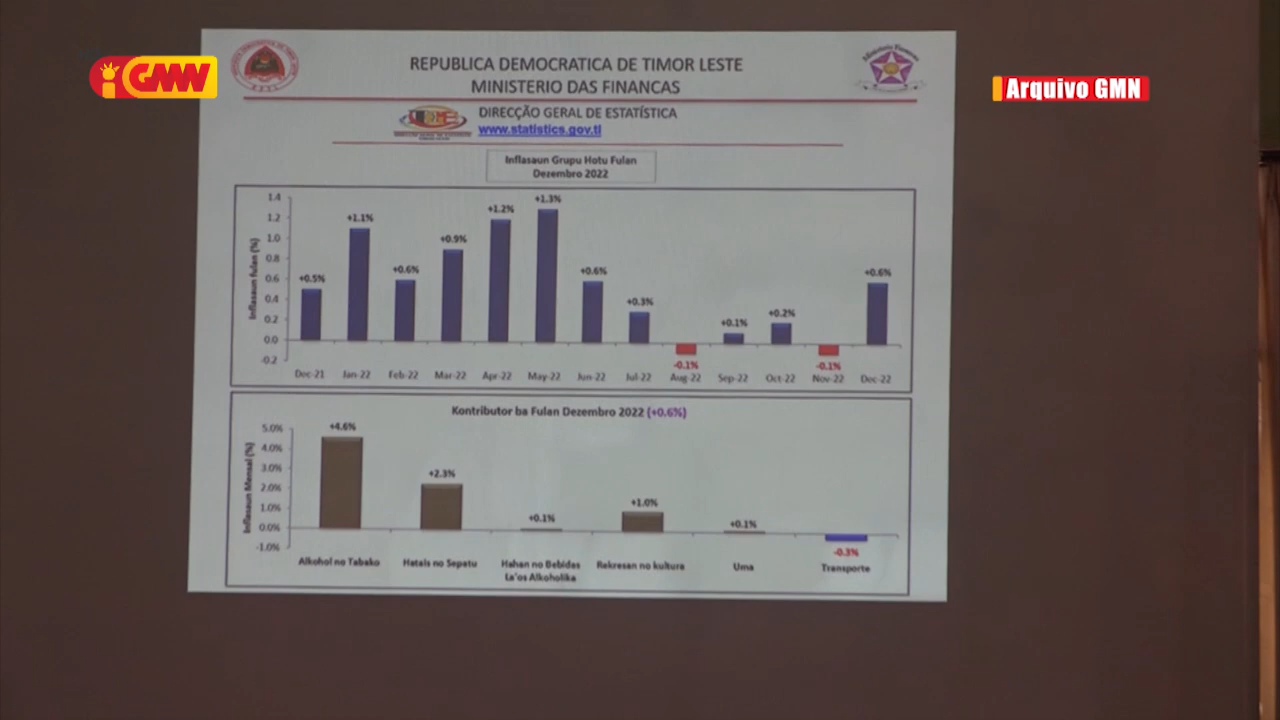 GMN
Arquivo GMN
REPUBLICA DEMOCRATICA DE TIMOR LESTE
MINISTERIO DAS FINANCAS
DIRECÇÃO GERAL DE ESTATÍSTICA
www.statistics.gov.tl
Inflasaun Grupu Hotu Fulan
Dezembro 2022
Inflasaun fulan (%)
1.4
1.2
1.0
0.8
0.6
0.4
0.2
0.0
-0.2
+0.5%
+1.1%
+0.6%
+0.9%
+1.2%
+1.3%
+0.6%
+0.3%
-0.1%
+0.1%
+0.2%
-0.1%
+0.6%
Dec-21 Jan-22 Feb-22 Mar-22 Apr-22 May-22 Jun-22 Jul-22 Aug-22 Sep-22 Oct-22 Nov-22 Dec-22
Kontributor ba Fulan Dezembro 2022 (+0.6%)
Inflasaun Mensal (%)
5.0%
4.0%
3.0%
2.0%
1.0%
0.0%
-1.0%
+4.6%
+2.3%
+0.1%
+1.0%
+0.1%
-0.3%
Alkohol no Tabako
Hatais no Sepatu
Hahan no Bebidas
La'os Alkoholika
Rekresan no kultura
Uma
Transporte